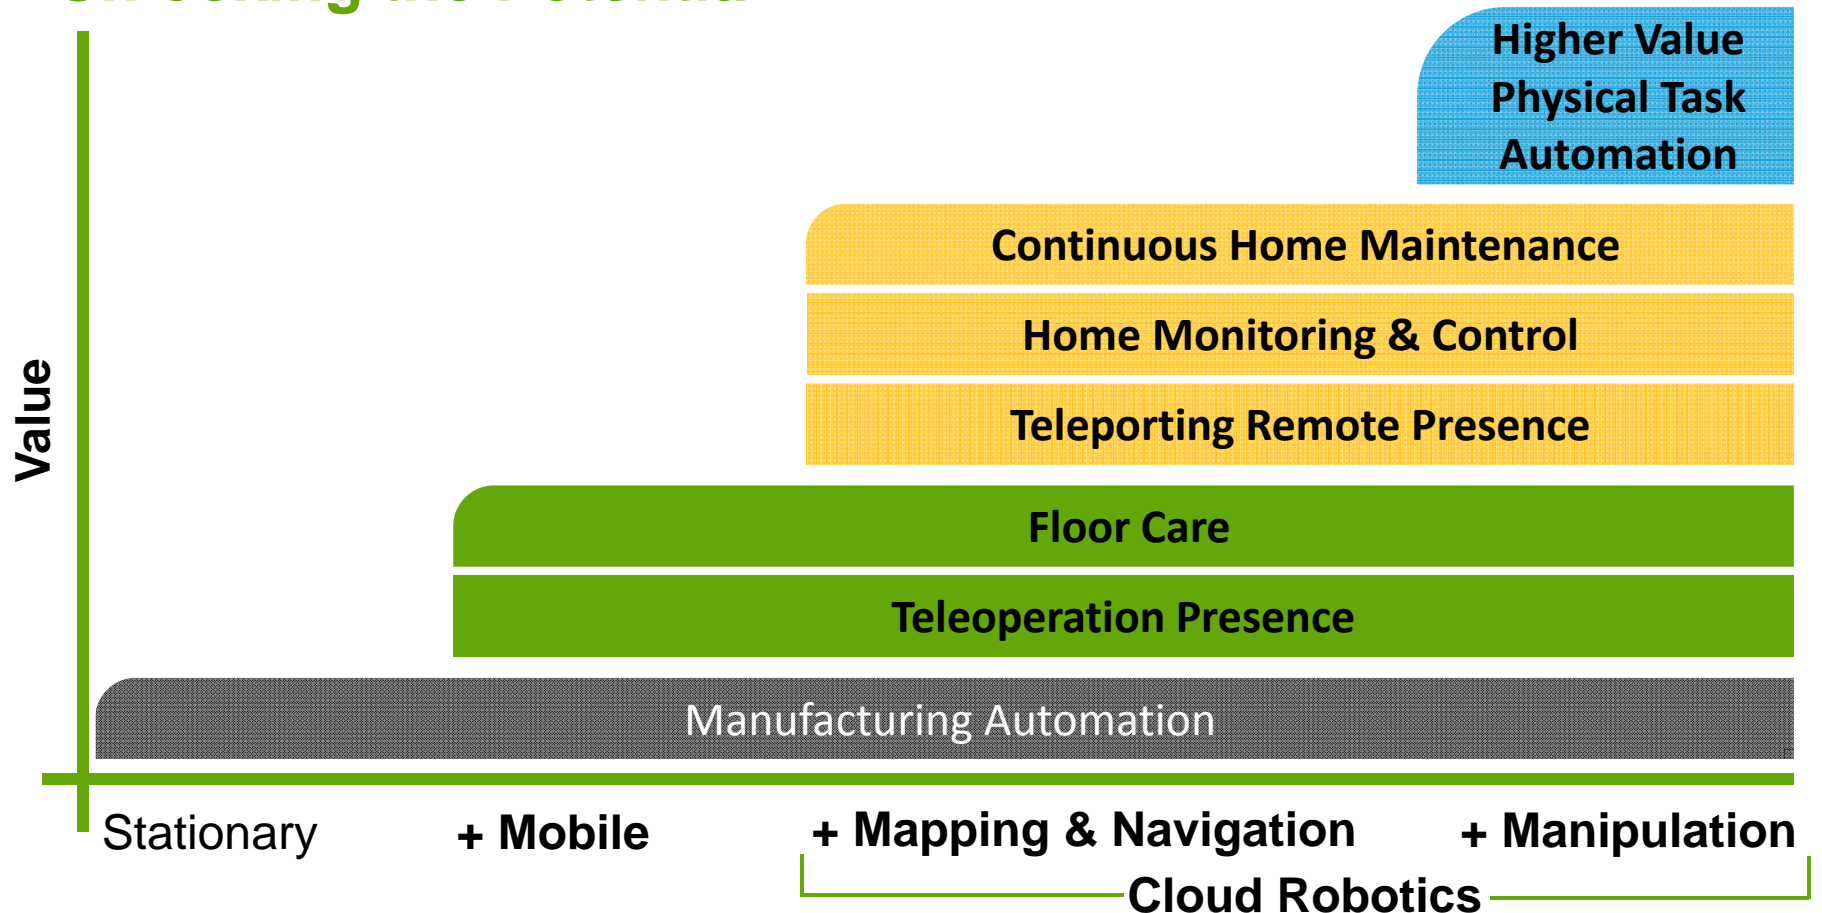 the
Higher Value
Physical Task
Automation
Continuous Home Maintenance
Home Monitoring & Control
Teleporting Remote Presence
Value
Floor Care
Teleoperation Presence
Manufacturing Automation
Stationary
+ Mobile
+ Mapping & Navigation
+ Manipulation
Cloud Robotics